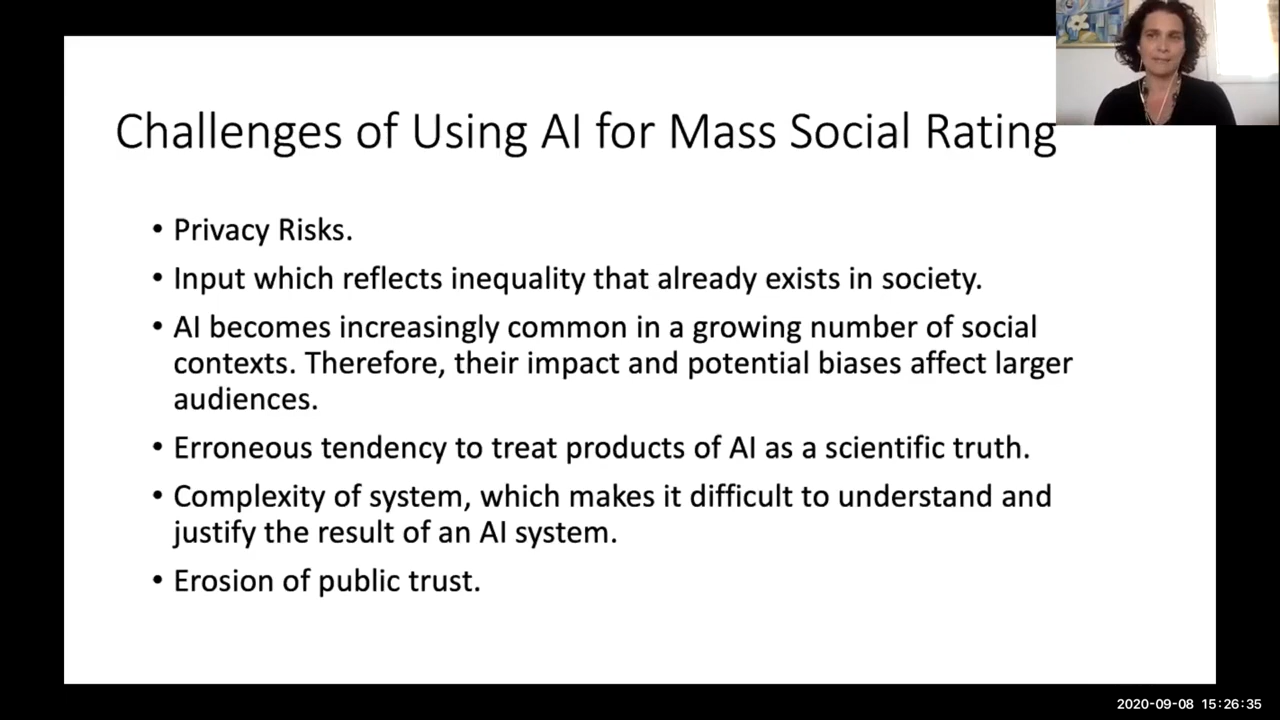 Challenges of Using AI for Mass Social Rating
• Privacy Risks.
• Input which reflects inequality that already exists in society.
• AI becomes increasingly common in a growing number of social
contexts. Therefore, their impact and potential biases affect larger
audiences.
• Erroneous tendency to treat products of AI as a scientific truth.
• Complexity of system, which makes it difficult to understand and
justify the result of an AI system.
• Erosion of public trust.
2020-09-08 15:26:35